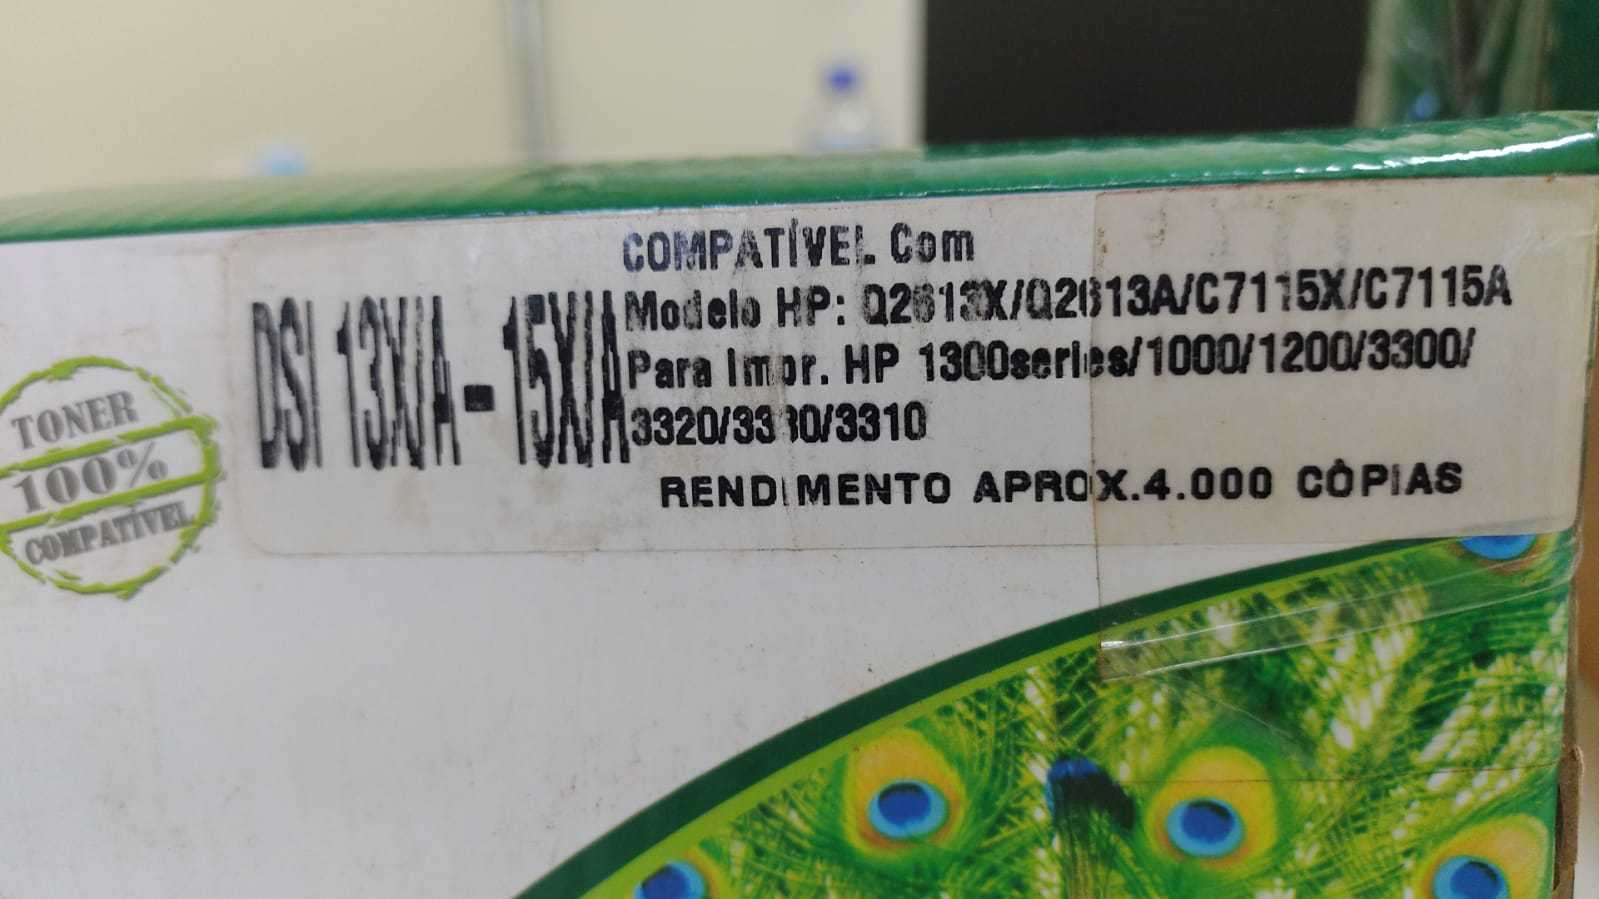 COMPATÍVEL Com
DSI 13X/A - 15X/A
Modelo HP: Q2613X/Q2613A/C7115X/C7115A
Para Impr. HP 1300series/1000/1200/3300/
3320/3380/3310
RENDIMENTO APROX.4.000 CÓPIAS
TONER
100%
COMPATÍVEL